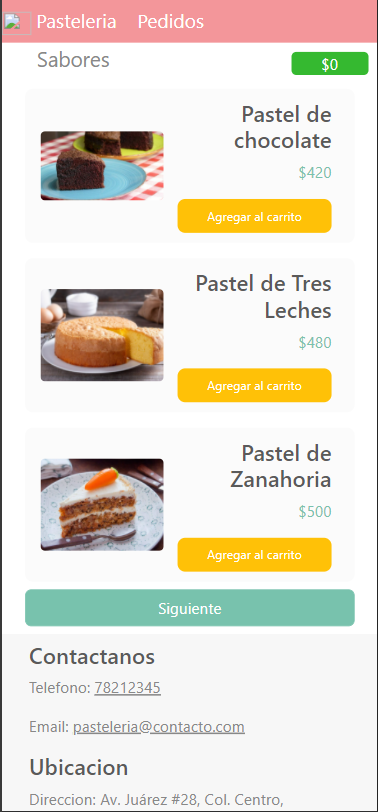 Pasteleria Pedidos
Sabores
$0
Pastel de
chocolate
$420
Agregar al carrito
Pastel de Tres
Leches
$480
Agregar al carrito
Pastel de
Zanahoria
$500
Agregar al carrito
Siguiente
Contactanos
Telefono: 78212345
Email: pasteleria@contacto.com
Ubicacion
Direccion: Av. Juárez #28, Col. Centro,